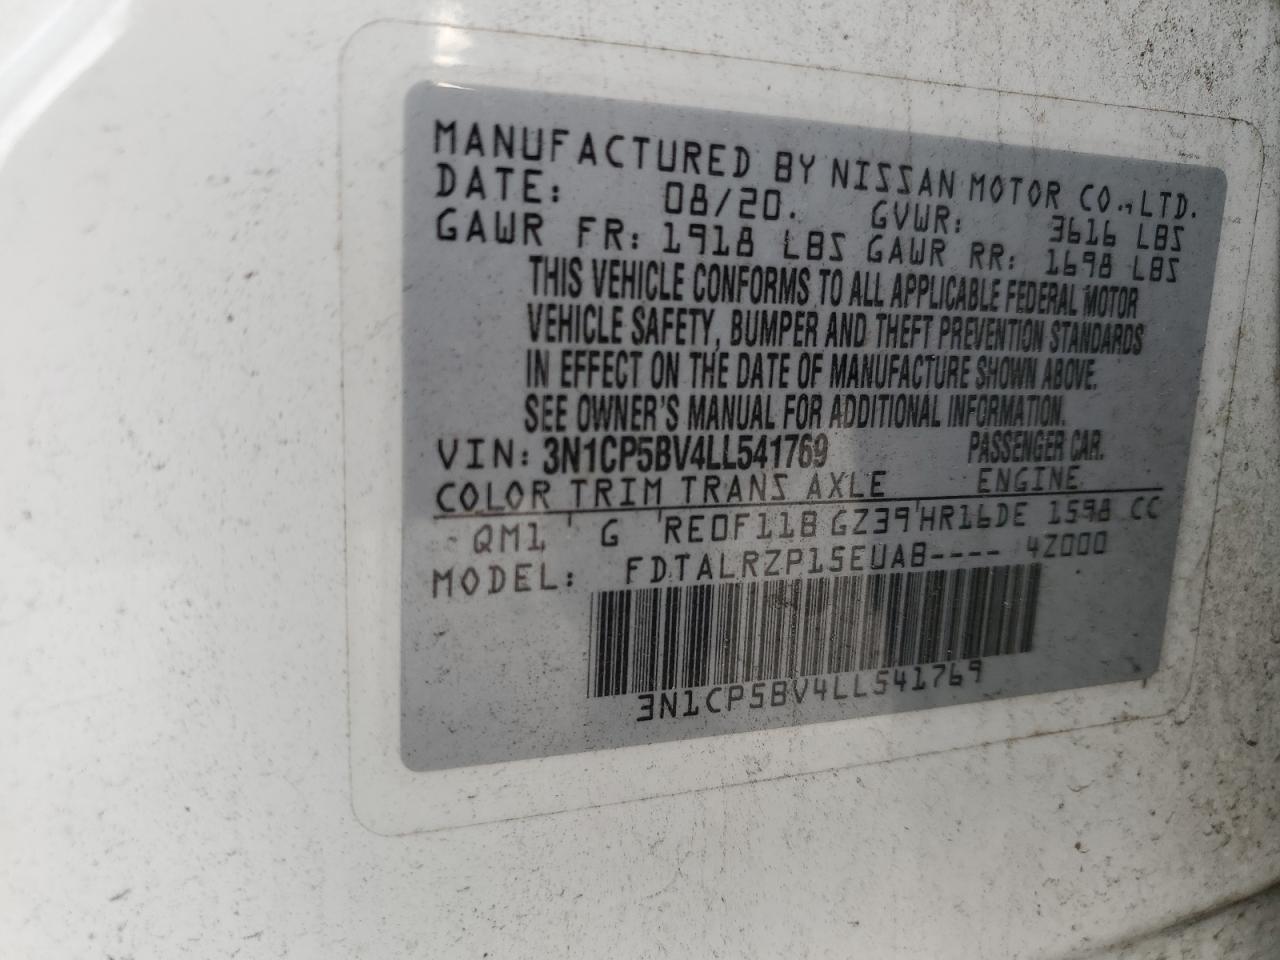 MANUFACTURED BY NISSAN MOTOR CO., LTD.
DATE: 08/20. GVWR: 3616 LBS
GAWR FR: 1918 LBS GAWR RR: 1698 LBS
THIS VEHICLE CONFORMS TO ALL APPLICABLE FEDERAL MOTOR
VEHICLE SAFETY, BUMPER AND THEFT PREVENTION STANDARDS
IN EFFECT ON THE DATE OF MANUFACTURE SHOWN ABOVE.
SEE OWNER'S MANUAL FOR ADDITIONAL INFORMATION.
VIN: 3N1CP5BV4LL541769 PASSENGER CAR.
COLOR TRIM TRANS AXLE ENGINE
QM1 G RE0F11B GZ39 HR16DE 1598 CC
MODEL: FDTALRZP15EUAB---- 4Z000
3N1CP5BV4LL541769